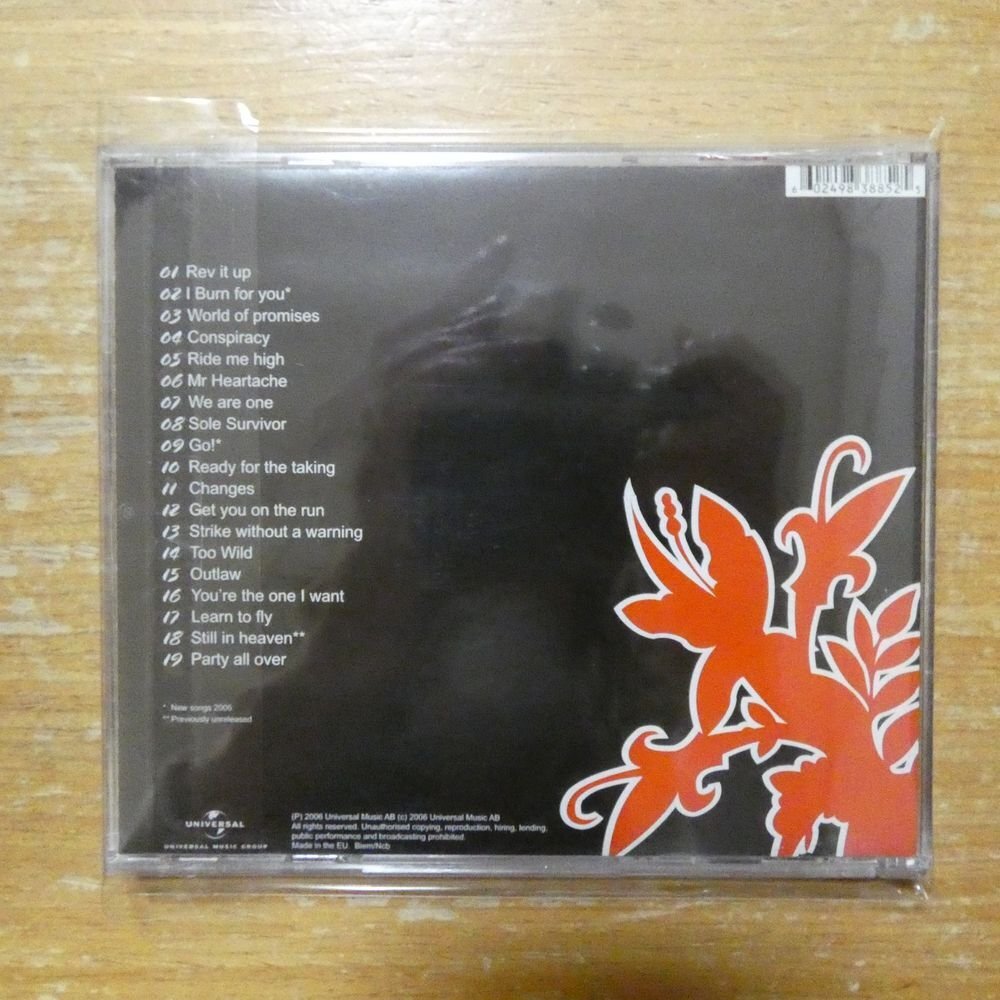 6 02498 38852 5
01 Rev it up
02 I Burn for you*
03 World of promises
04 Conspiracy
05 Ride me high
06 Mr Heartache
07 We are one
08 Sole Survivor
09 Go!*
10 Ready for the taking
11 Changes
12 Get you on the run
13 Strike without a warning
14 Too Wild
15 Outlaw
16 You're the one I want
17 Learn to fly
18 Still in heaven**
19 Party all over
* New songs 2006
** Previously unreleased
UNIVERSAL
UNIVERSAL MUSIC GROUP
(P) 2006 Universal Music AB (c) 2006 Universal Music AB
All rights reserved. Unauthorised copying, reproduction, hiring, lending,
public performance and broadcasting prohibited.
Made in the EU. Biem/Ncb